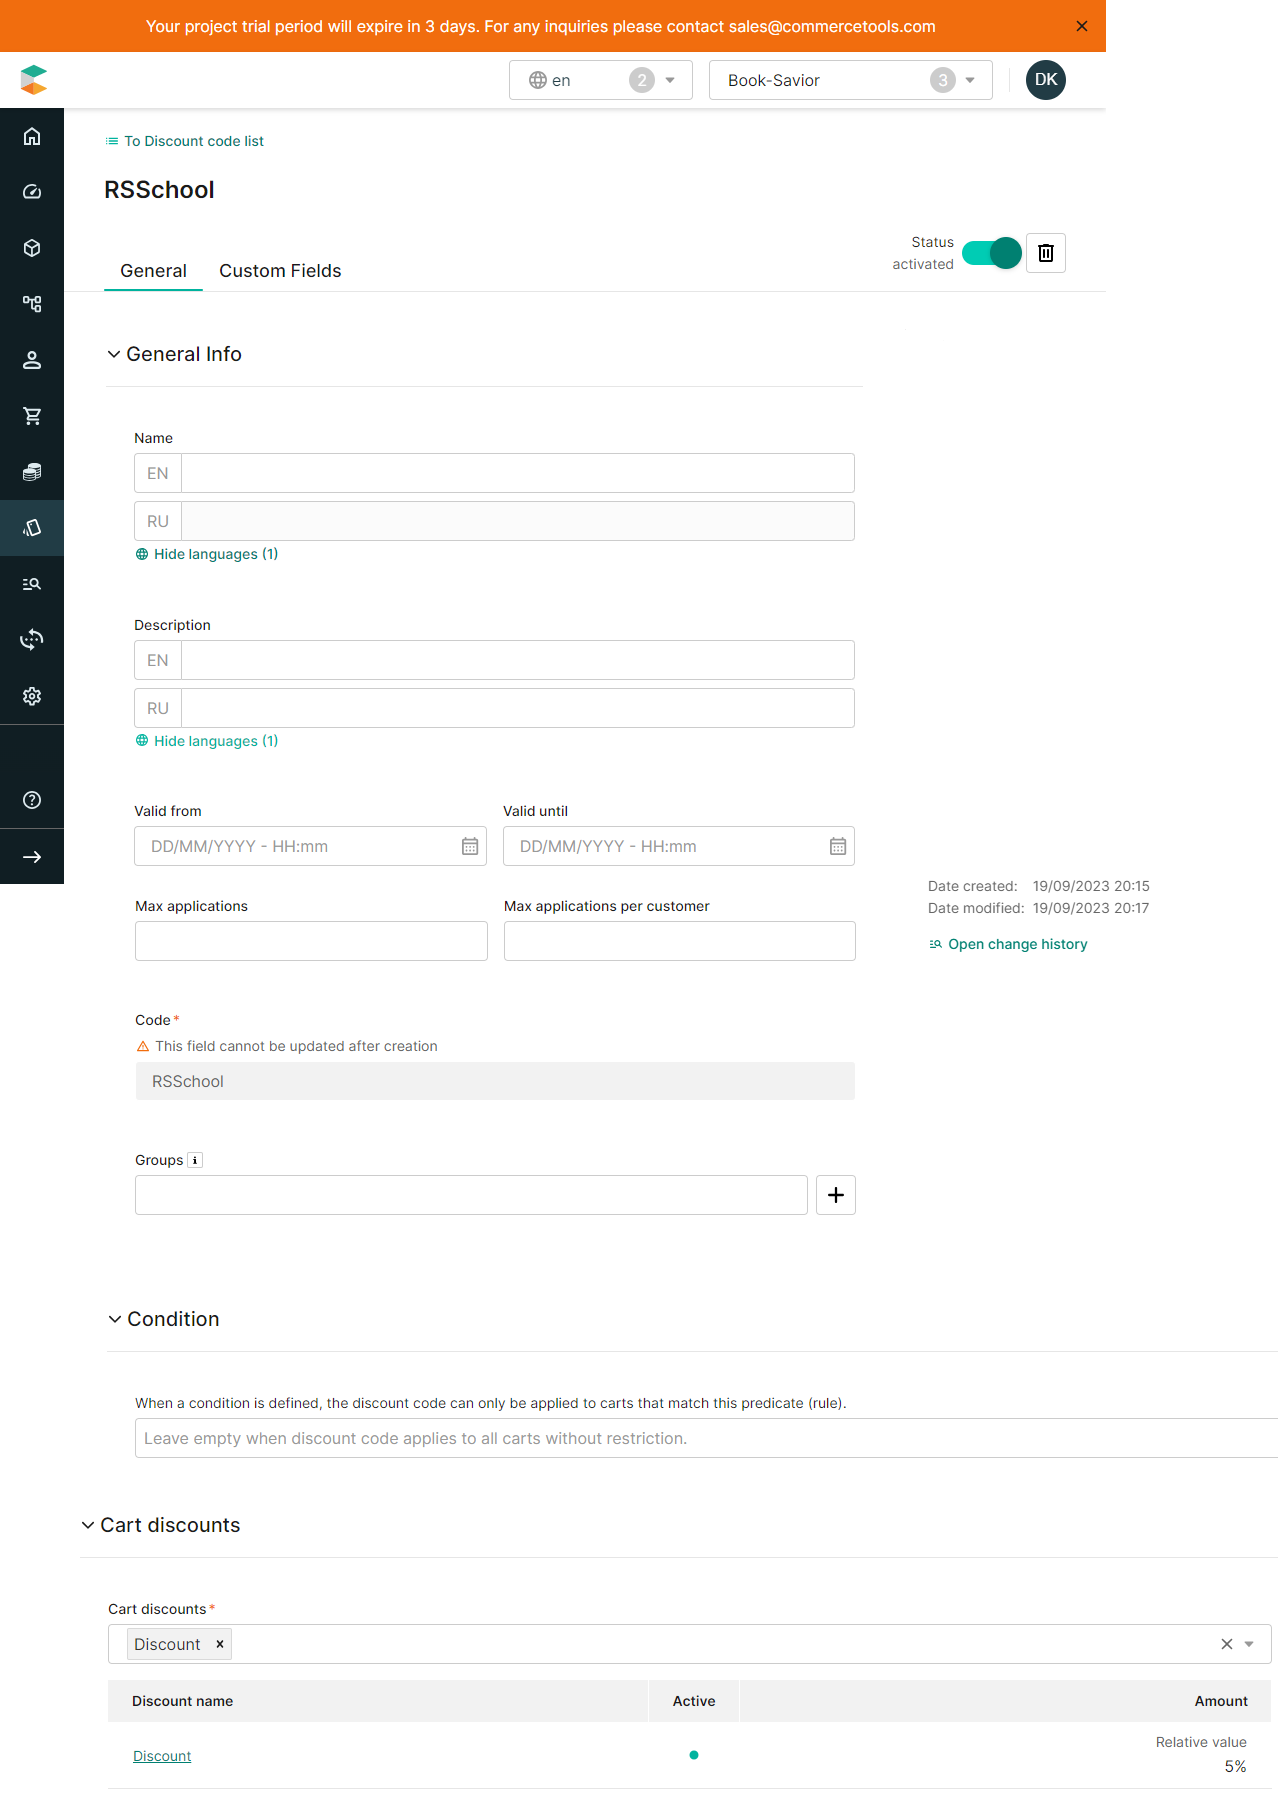 Your project trial period will expire in 3 days. For any inquiries please contact sales@commercetools.com
en 2 Book-Savior 3 DK
To Discount code list
RSSchool
Status
activated
General Custom Fields
General Info
Name
EN
RU
Hide languages (1)
Description
EN
RU
Hide languages (1)
Valid from Valid until
DD/MM/YYYY - HH:mm DD/MM/YYYY - HH:mm
Date created: 19/09/2023 20:15
Max applications Max applications per customer
Date modified: 19/09/2023 20:17
Open change history
Code*
This field cannot be updated after creation
RSSchool
Groups i
Condition
When a condition is defined, the discount code can only be applied to carts that match this predicate (rule).
Leave empty when discount code applies to all carts without restriction.
Cart discounts
Cart discounts*
Discount
Discount name Active Amount
Discount Relative value
5%